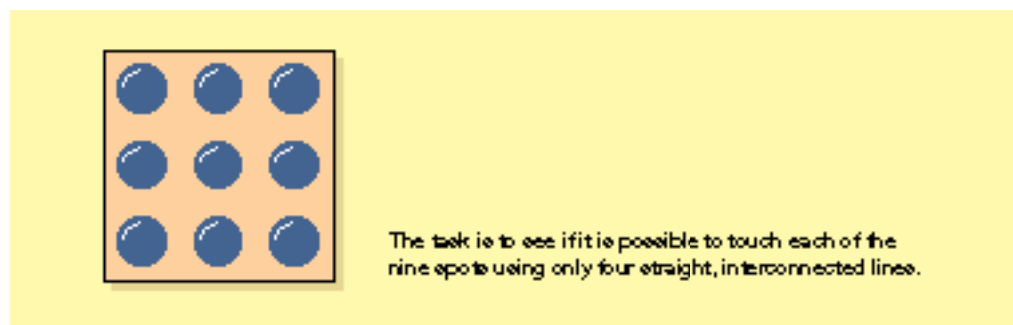 The task is to see if it is possible to touch each of the
nine spots using only four straight, interconnected lines.